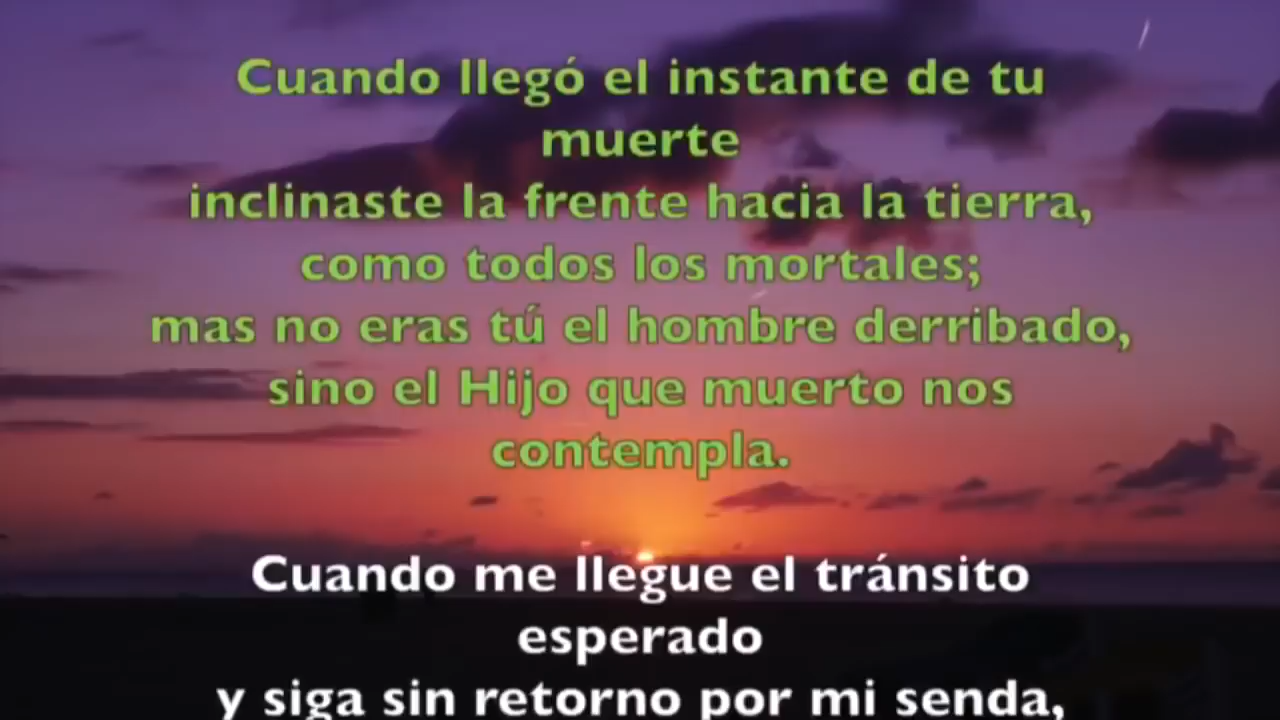 Cuando llegó el instante de tu
muerte
inclinaste la frente hacia la tierra,
como todos los mortales;
mas no eras tú el hombre derribado,
sino el Hijo que muerto nos
contempla.
Cuando me llegue el tránsito
esperado
y siga sin retorno por mi senda,